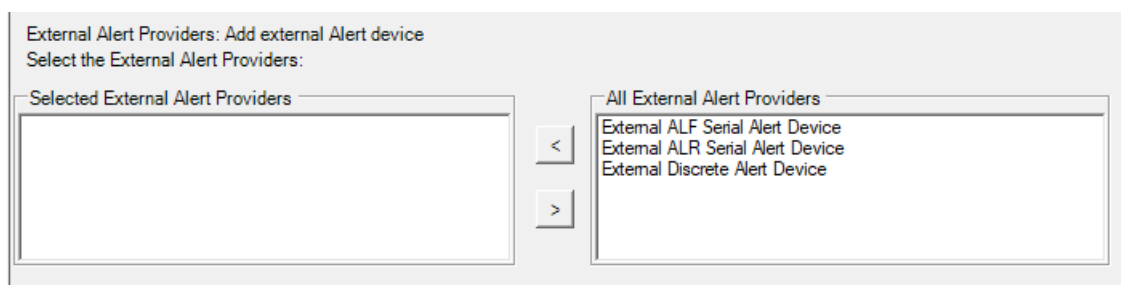 External Alert Providers: Add external Alert device
Select the External Alert Providers:
Selected External Alert Providers
All External Alert Providers
External ALF Serial Alert Device
External ALR Serial Alert Device
External Discrete Alert Device
<
>